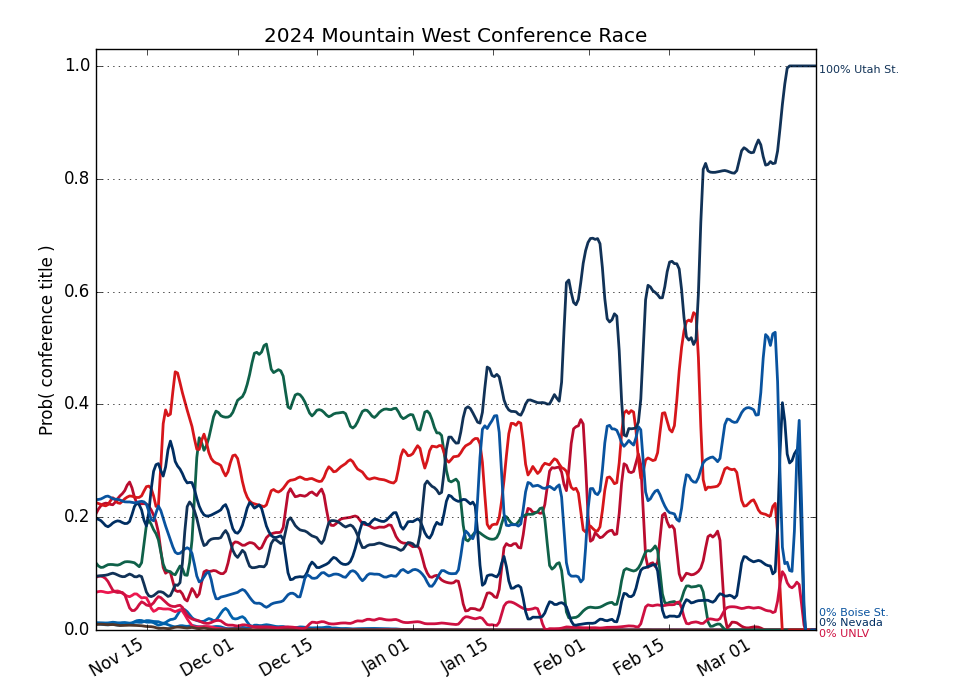 2024 Mountain West Conference Race
Prob( conference title )
1.0
0.8
0.6
0.4
0.2
0.0
Nov 15
Dec 01
Dec 15
Jan 01
Jan 15
Feb 01
Feb 15
Mar 01
100% Utah St.
0% Boise St.
0% Nevada
0% UNLV